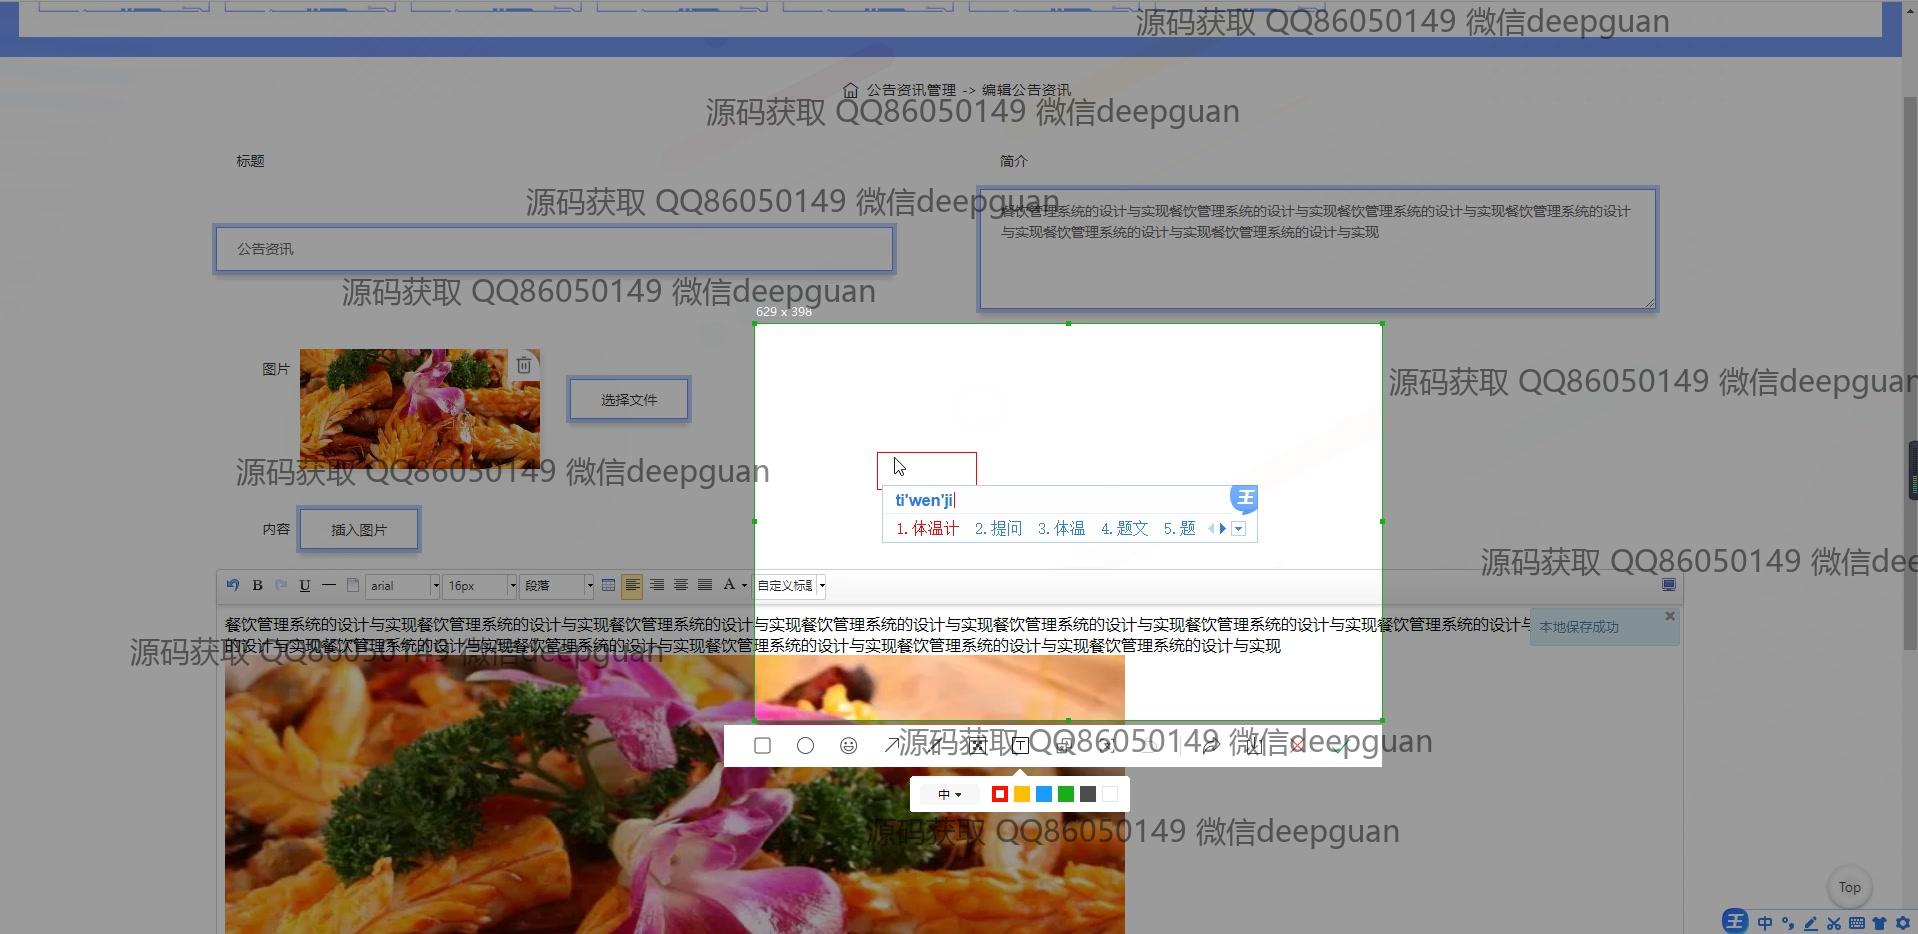 源码获取 QQ86050149 微信deepguan
公告资讯管理 -> 编辑公告资讯
源码获取 QQ86050149 微信deepguan
标题
简介
源码获取 QQ86050149 微信deepguan
餐饮管理系统的设计与实现餐饮管理系统的设计与实现餐饮管理系统的设计与实现餐饮管理系统的设计
与实现餐饮管理系统的设计与实现餐饮管理系统的设计与实现
公告资讯
源码获取 QQ86050149 微信deepguan
629 x 398
图片
选择文件
源码获取 QQ86050149 微信deepguan
源码获取 QQ86050149 微信deepguan
ti'wen'ji
王
1.体温计 2.提问 3.体温 4.题文 5.题
内容
插入图片
源码获取 QQ86050149 微信deep
B U arial 16px 段落 A 自定义标题
餐饮管理系统的设计与实现餐饮管理系统的设计与实现餐饮管理系统的设计与实现餐饮管理系统的设计与实现餐饮管理系统的设计与实现餐饮管理系统的设计与实现餐饮管理系统的设计与
本地保存成功
的设计与实现餐饮管理系统的设计与实现餐饮管理系统的设计与实现餐饮管理系统的设计与实现餐饮管理系统的设计与实现
源码获取 QQ86050149 微信deepguan
源码获取 QQ86050149 微信deepguan
T
中
源码获取 QQ86050149 微信deepguan
Top
王 中